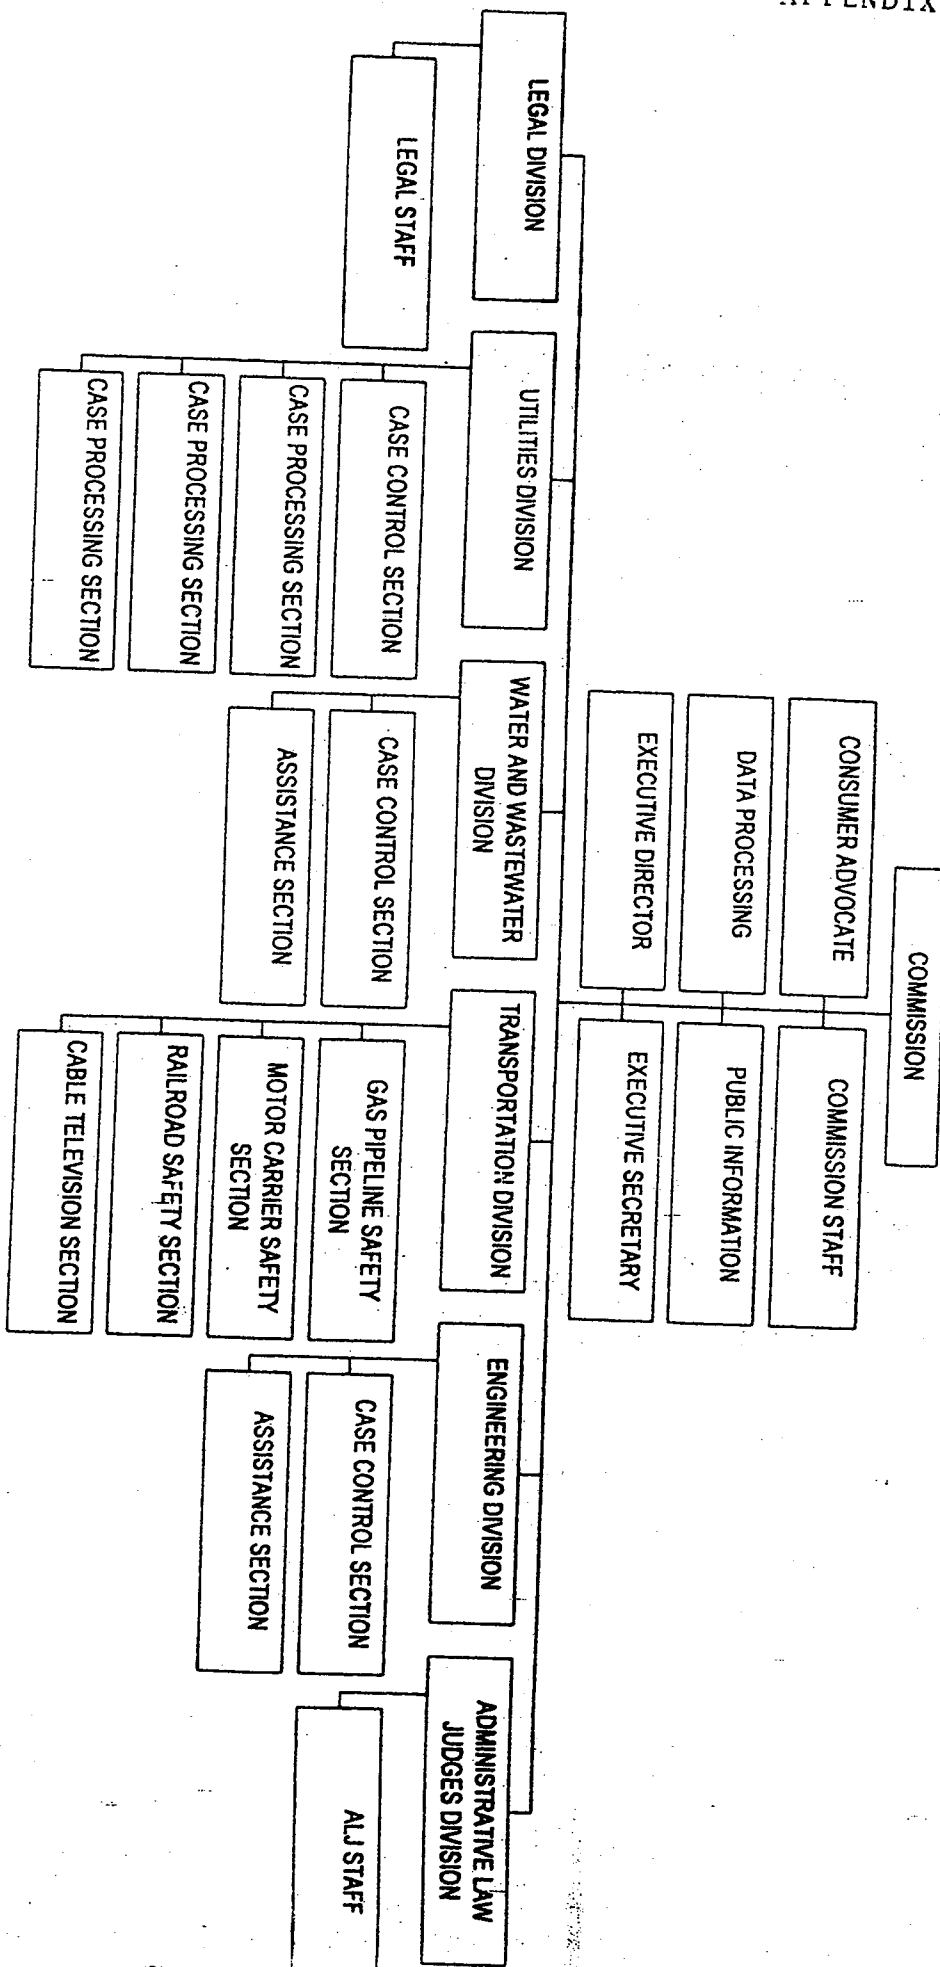 APPENDIX
COMMISSION
CONSUMER ADVOCATE
COMMISSION STAFF
DATA PROCESSING
PUBLIC INFORMATION
EXECUTIVE DIRECTOR
EXECUTIVE SECRETARY
LEGAL DIVISION
LEGAL STAFF
UTILITIES DIVISION
CASE CONTROL SECTION
CASE PROCESSING SECTION
CASE PROCESSING SECTION
CASE PROCESSING SECTION
WATER AND WASTEWATER
DIVISION
CASE CONTROL SECTION
ASSISTANCE SECTION
TRANSPORTATION DIVISION
GAS PIPELINE SAFETY
SECTION
MOTOR CARRIER SAFETY
SECTION
RAILROAD SAFETY SECTION
CABLE TELEVISION SECTION
ENGINEERING DIVISION
CASE CONTROL SECTION
ASSISTANCE SECTION
ADMINISTRATIVE LAW
JUDGES DIVISION
ALJ STAFF